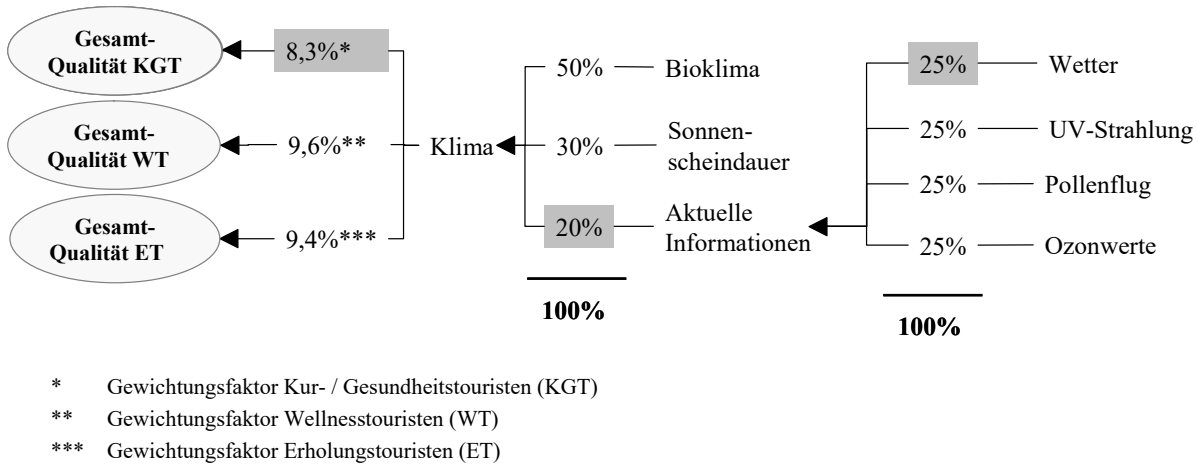 Gesamt-
Qualität KGT
8,3%*
Gesamt-
Qualität WT
9,6%**
Gesamt-
Qualität ET
9,4%***
Klima
50%
Bioklima
30%
Sonnen-
scheindauer
20%
Aktuelle
Informationen
100%
25%
Wetter
25%
UV-Strahlung
25%
Pollenflug
25%
Ozonwerte
100%
* Gewichtungsfaktor Kur- / Gesundheitstouristen (KGT)
** Gewichtungsfaktor Wellnesstouristen (WT)
*** Gewichtungsfaktor Erholungstouristen (ET)